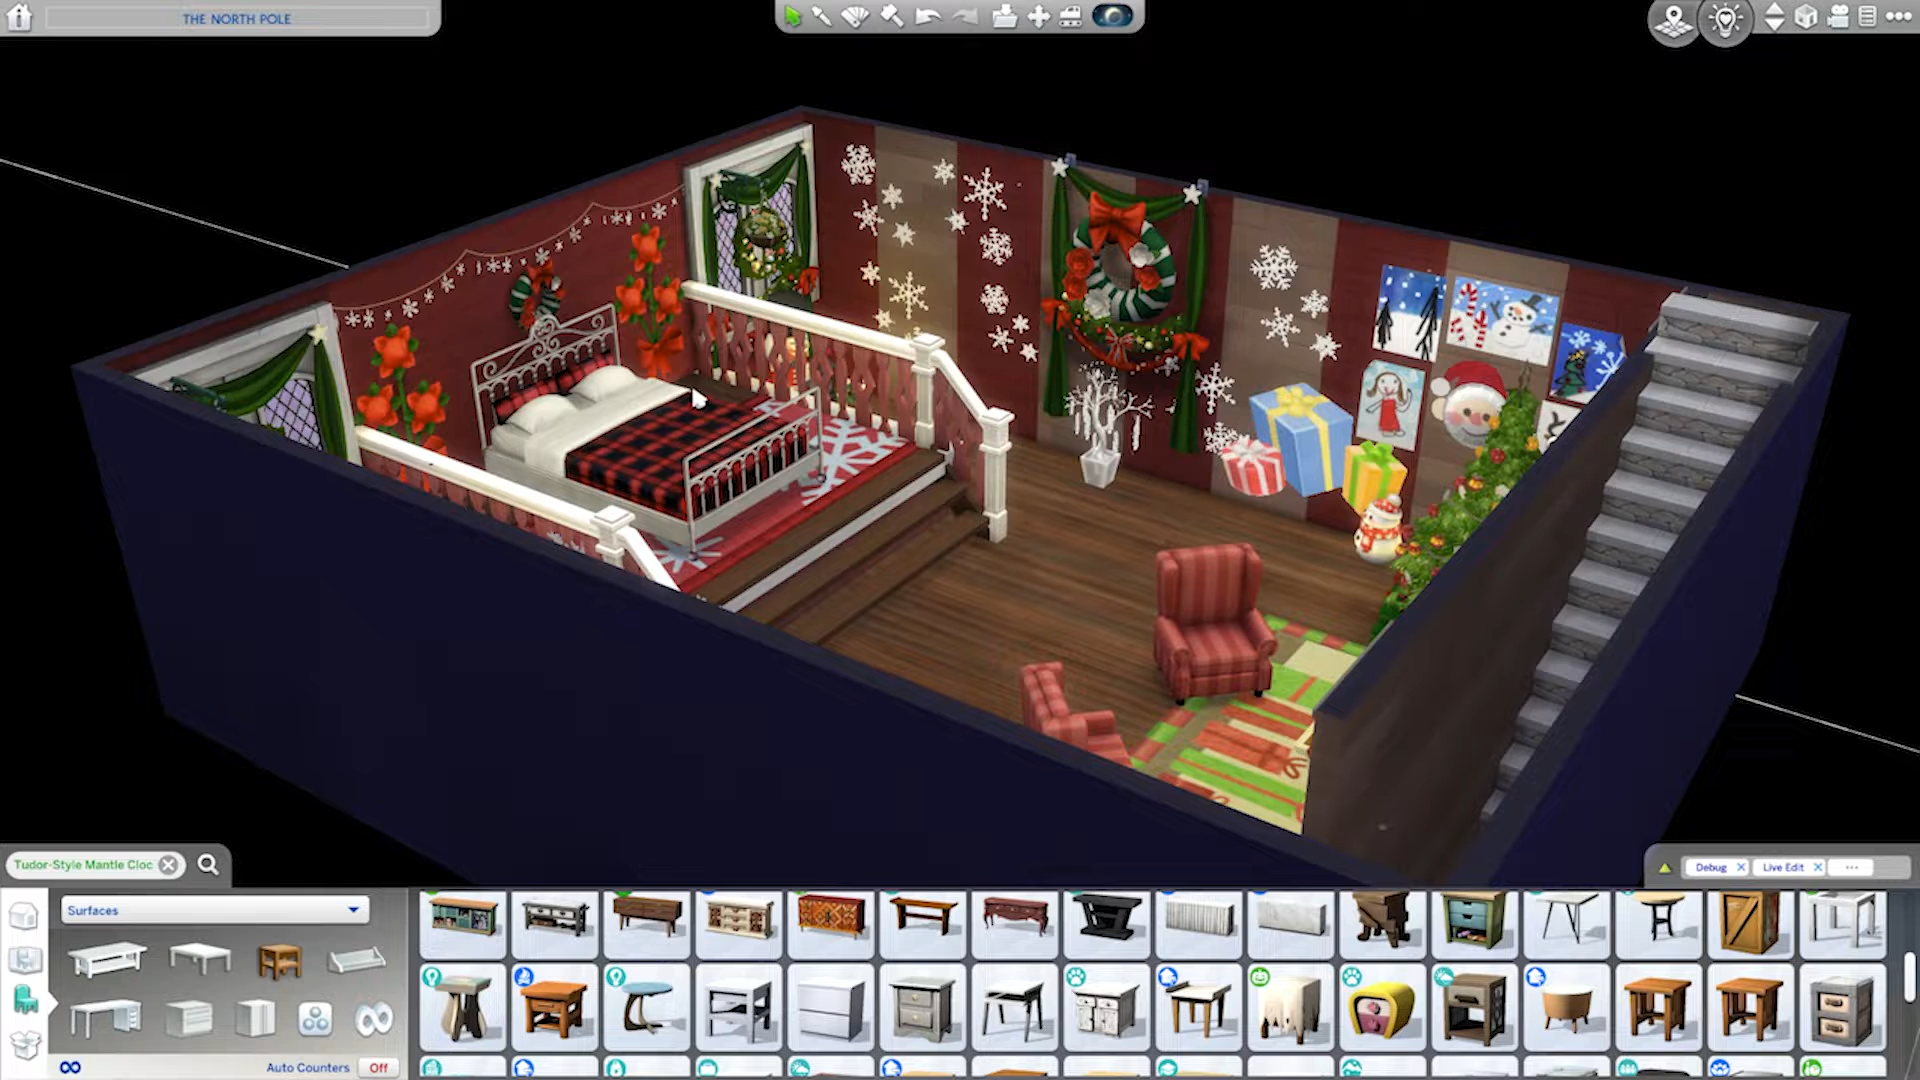 THE NORTH POLE
Tudor-Style Mantle Cloc
Debug
Live Edit
Surfaces
Auto Counters
Off